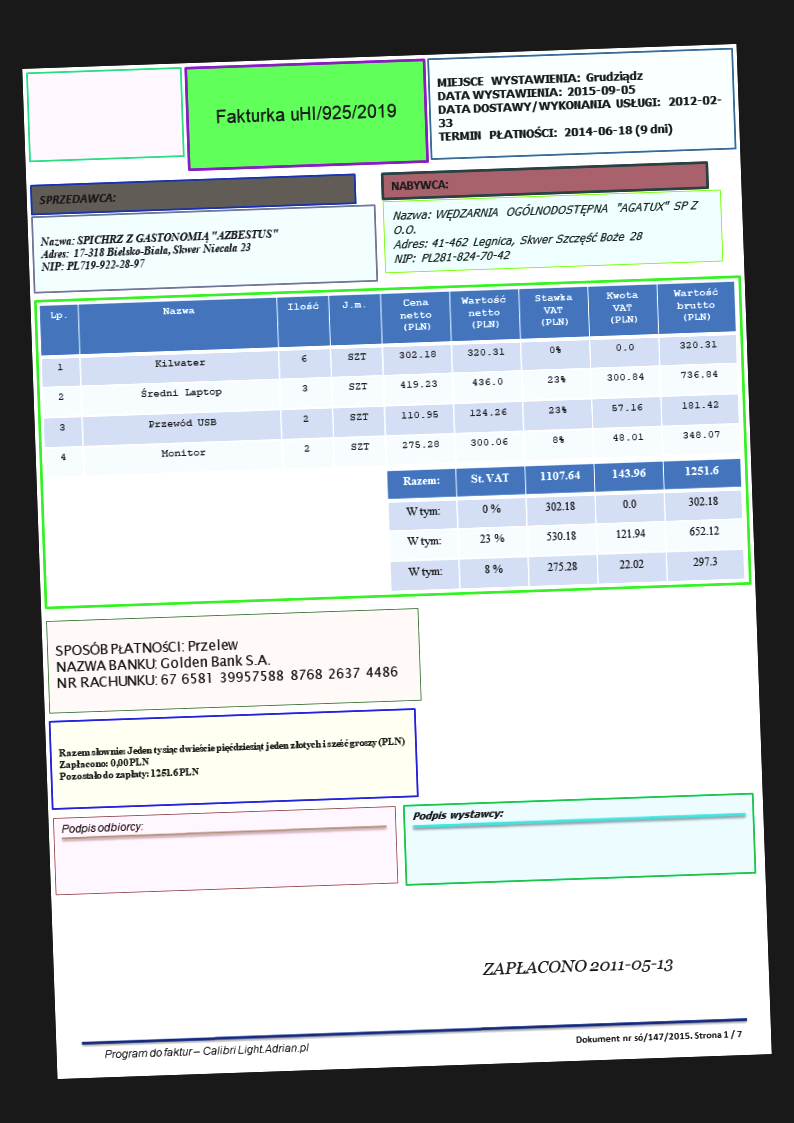 Fakturka uHI/925/2019
MIEJSCE WYSTAWIENIA: Grudziądz
DATA WYSTAWIENIA: 2015-09-05
DATA DOSTAWY/WYKONANIA USŁUGI: 2012-02-
33
TERMIN PŁATNOŚCI: 2014-06-18 (9 dni)
SPRZEDAWCA:
Nazwa: SPICHRZ Z GASTONOMIĄ "AZBESTUS"
Adres: 17-318 Bielsko-Biała, Skwer Niecała 23
NIP: PL719-922-28-97
NABYWCA:
Nazwa: WĘDZARNIA OGÓLNODOSTĘPNA "AGATUX" SP Z
O.O.
Adres: 41-462 Legnica, Skwer Szczęść Boże 28
NIP: PL281-824-70-42
Lp. Nazwa Ilość J.m. Cena netto (PLN) Wartość netto (PLN) Stawka VAT (PLN) Kwota VAT (PLN) Wartość brutto (PLN)
1 Kilwater 6 SZT 302.18 320.31 0% 0.0 320.31
2 Średni Laptop 3 SZT 419.23 436.0 23% 300.84 736.84
3 Przewód USB 2 SZT 110.95 124.26 23% 57.16 181.42
4 Monitor 2 SZT 275.28 300.06 8% 48.01 348.07
Razem: St. VAT 1107.64 143.96 1251.6
W tym: 0 % 302.18 0.0 302.18
W tym: 23 % 530.18 121.94 652.12
W tym: 8 % 275.28 22.02 297.3
SPOSÓB PŁATNOŚCI: Przelew
NAZWA BANKU: Golden Bank S.A.
NR RACHUNKU: 67 6581 39957588 8768 2637 4486
Razem słownie: Jeden tysiąc dwieście pięćdziesiąt jeden złotych i sześć groszy (PLN)
Zapłacono: 0,00 PLN
Pozostało do zapłaty: 1251.6 PLN
Podpis odbiorcy:
Podpis wystawcy:
ZAPŁACONO 2011-05-13
Program do faktur – Calibri Light.Adrian.pl
Dokument nr só/147/2015. Strona 1 / 7